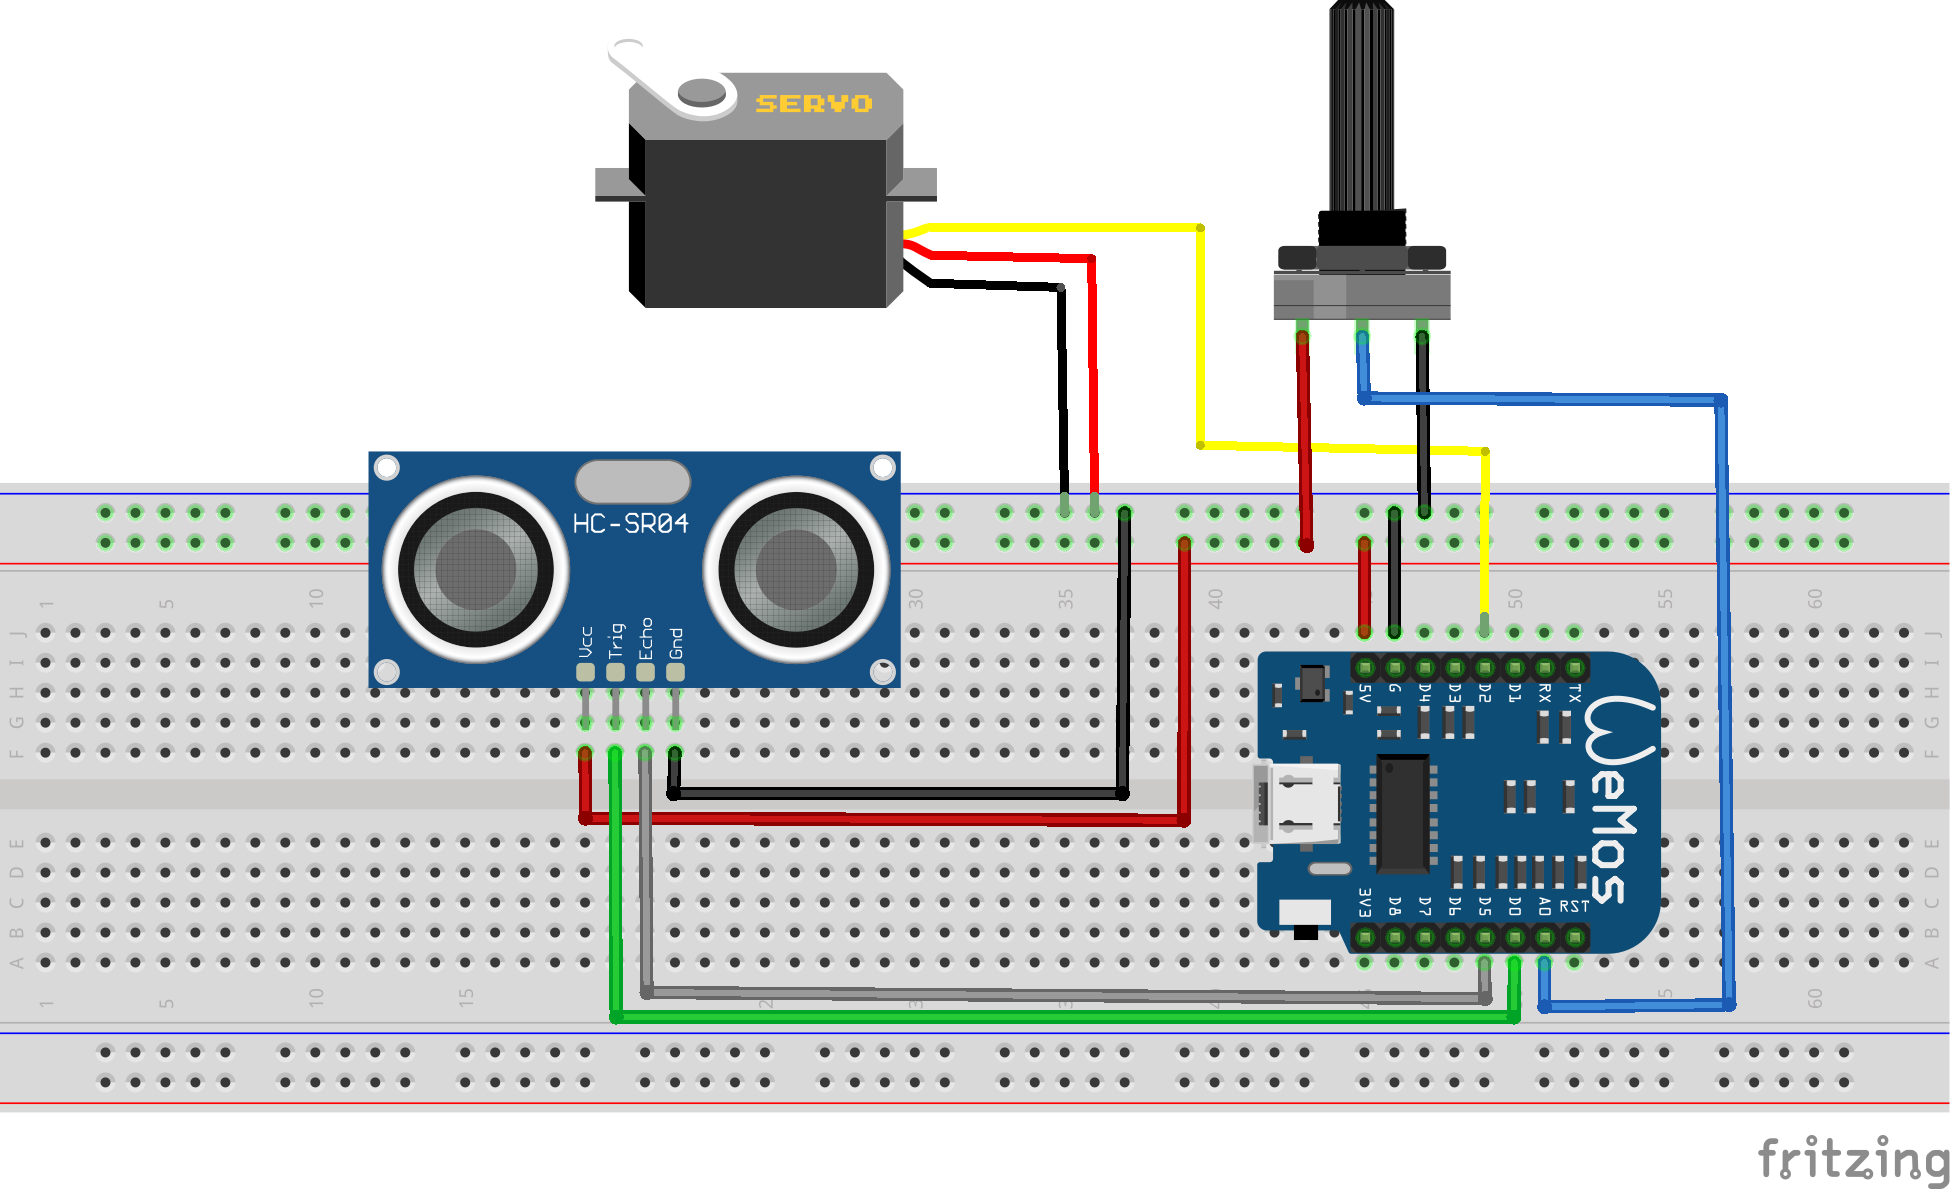 SERVO
HC-SR04
Vcc
Trig
Echo
Gnd
1
5
10
30
35
40
50
55
60
J
J
I
I
H
H
G
G
F
F
5V
G
D4
D3
D2
D1
RX
TX
WeMos
3V3
D8
D7
D6
D5
D0
A0
RST
E
E
D
D
C
C
B
B
A
A
1
5
10
15
60
fritzing